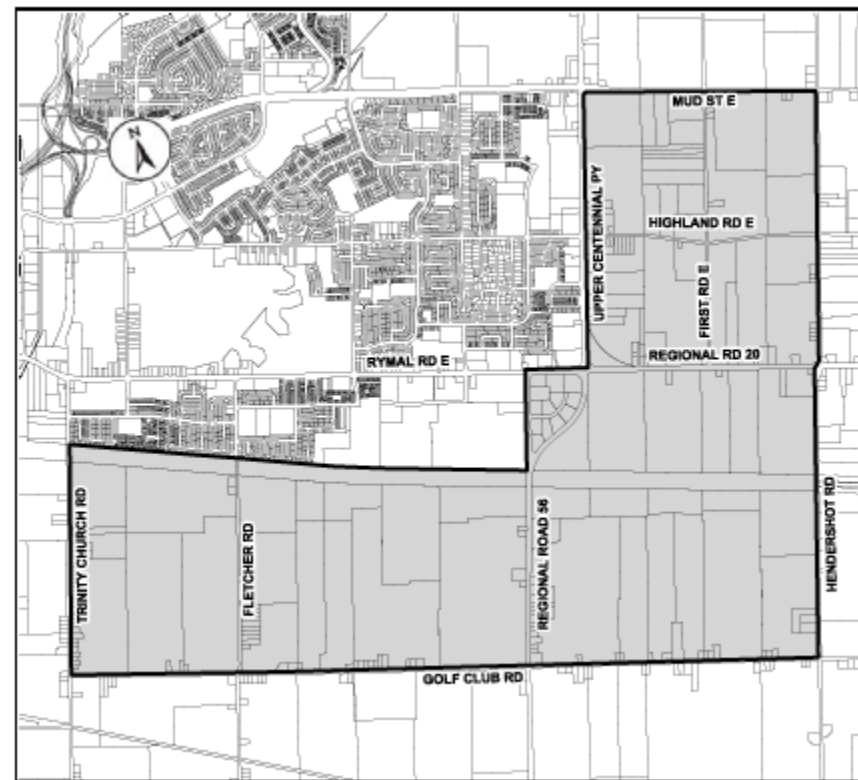 MUD ST E
N
UPPER CENTENNIAL PY
HIGHLAND RD E
FIRST RD E
RYMAL RD E
REGIONAL RD 20
TRINITY CHURCH RD
FLETCHER RD
REGIONAL ROAD 56
HENDERSHOT RD
GOLF CLUB RD